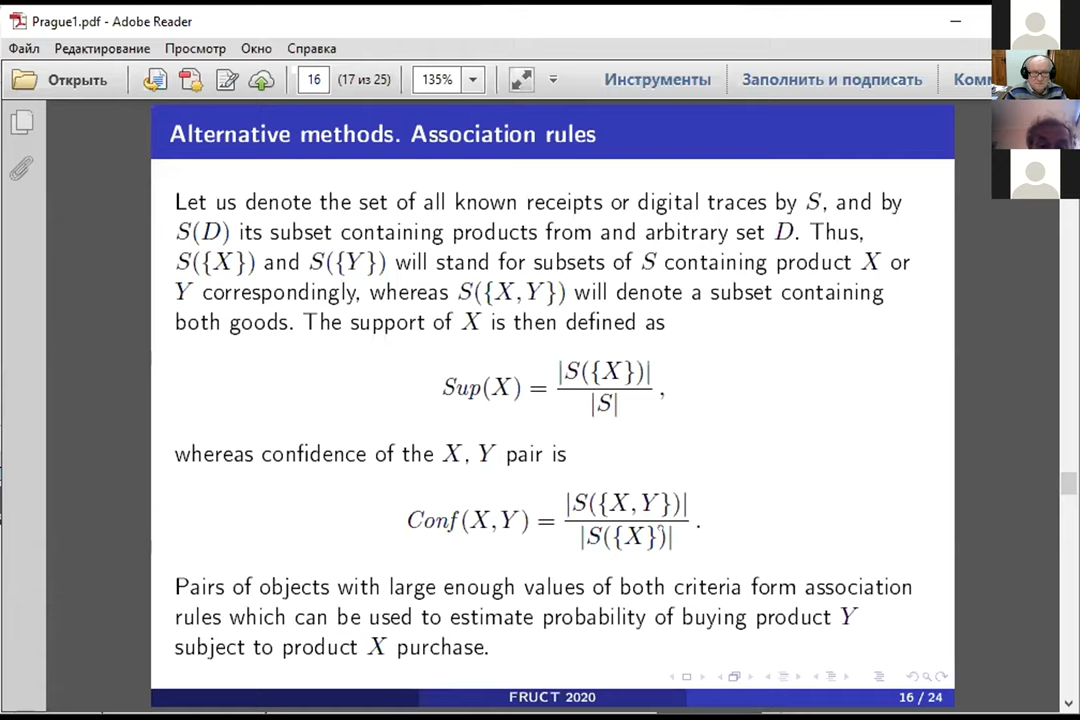 Prague1.pdf - Adobe Reader
Файл Редактирование Просмотр Окно Справка
Открыть 16 (17 из 25) 135% Инструменты Заполнить и подписать Комм
Alternative methods. Association rules
Let us denote the set of all known receipts or digital traces by S, and by
S(D) its subset containing products from and arbitrary set D. Thus,
S({X}) and S({Y}) will stand for subsets of S containing product X or
Y correspondingly, whereas S({X, Y}) will denote a subset containing
both goods. The support of X is then defined as
Sup(X) = |S({X})| / |S| ,
whereas confidence of the X, Y pair is
Conf(X, Y) = |S({X, Y})| / |S({X})| .
Pairs of objects with large enough values of both criteria form association
rules which can be used to estimate probability of buying product Y
subject to product X purchase.
FRUCT 2020 16 / 24